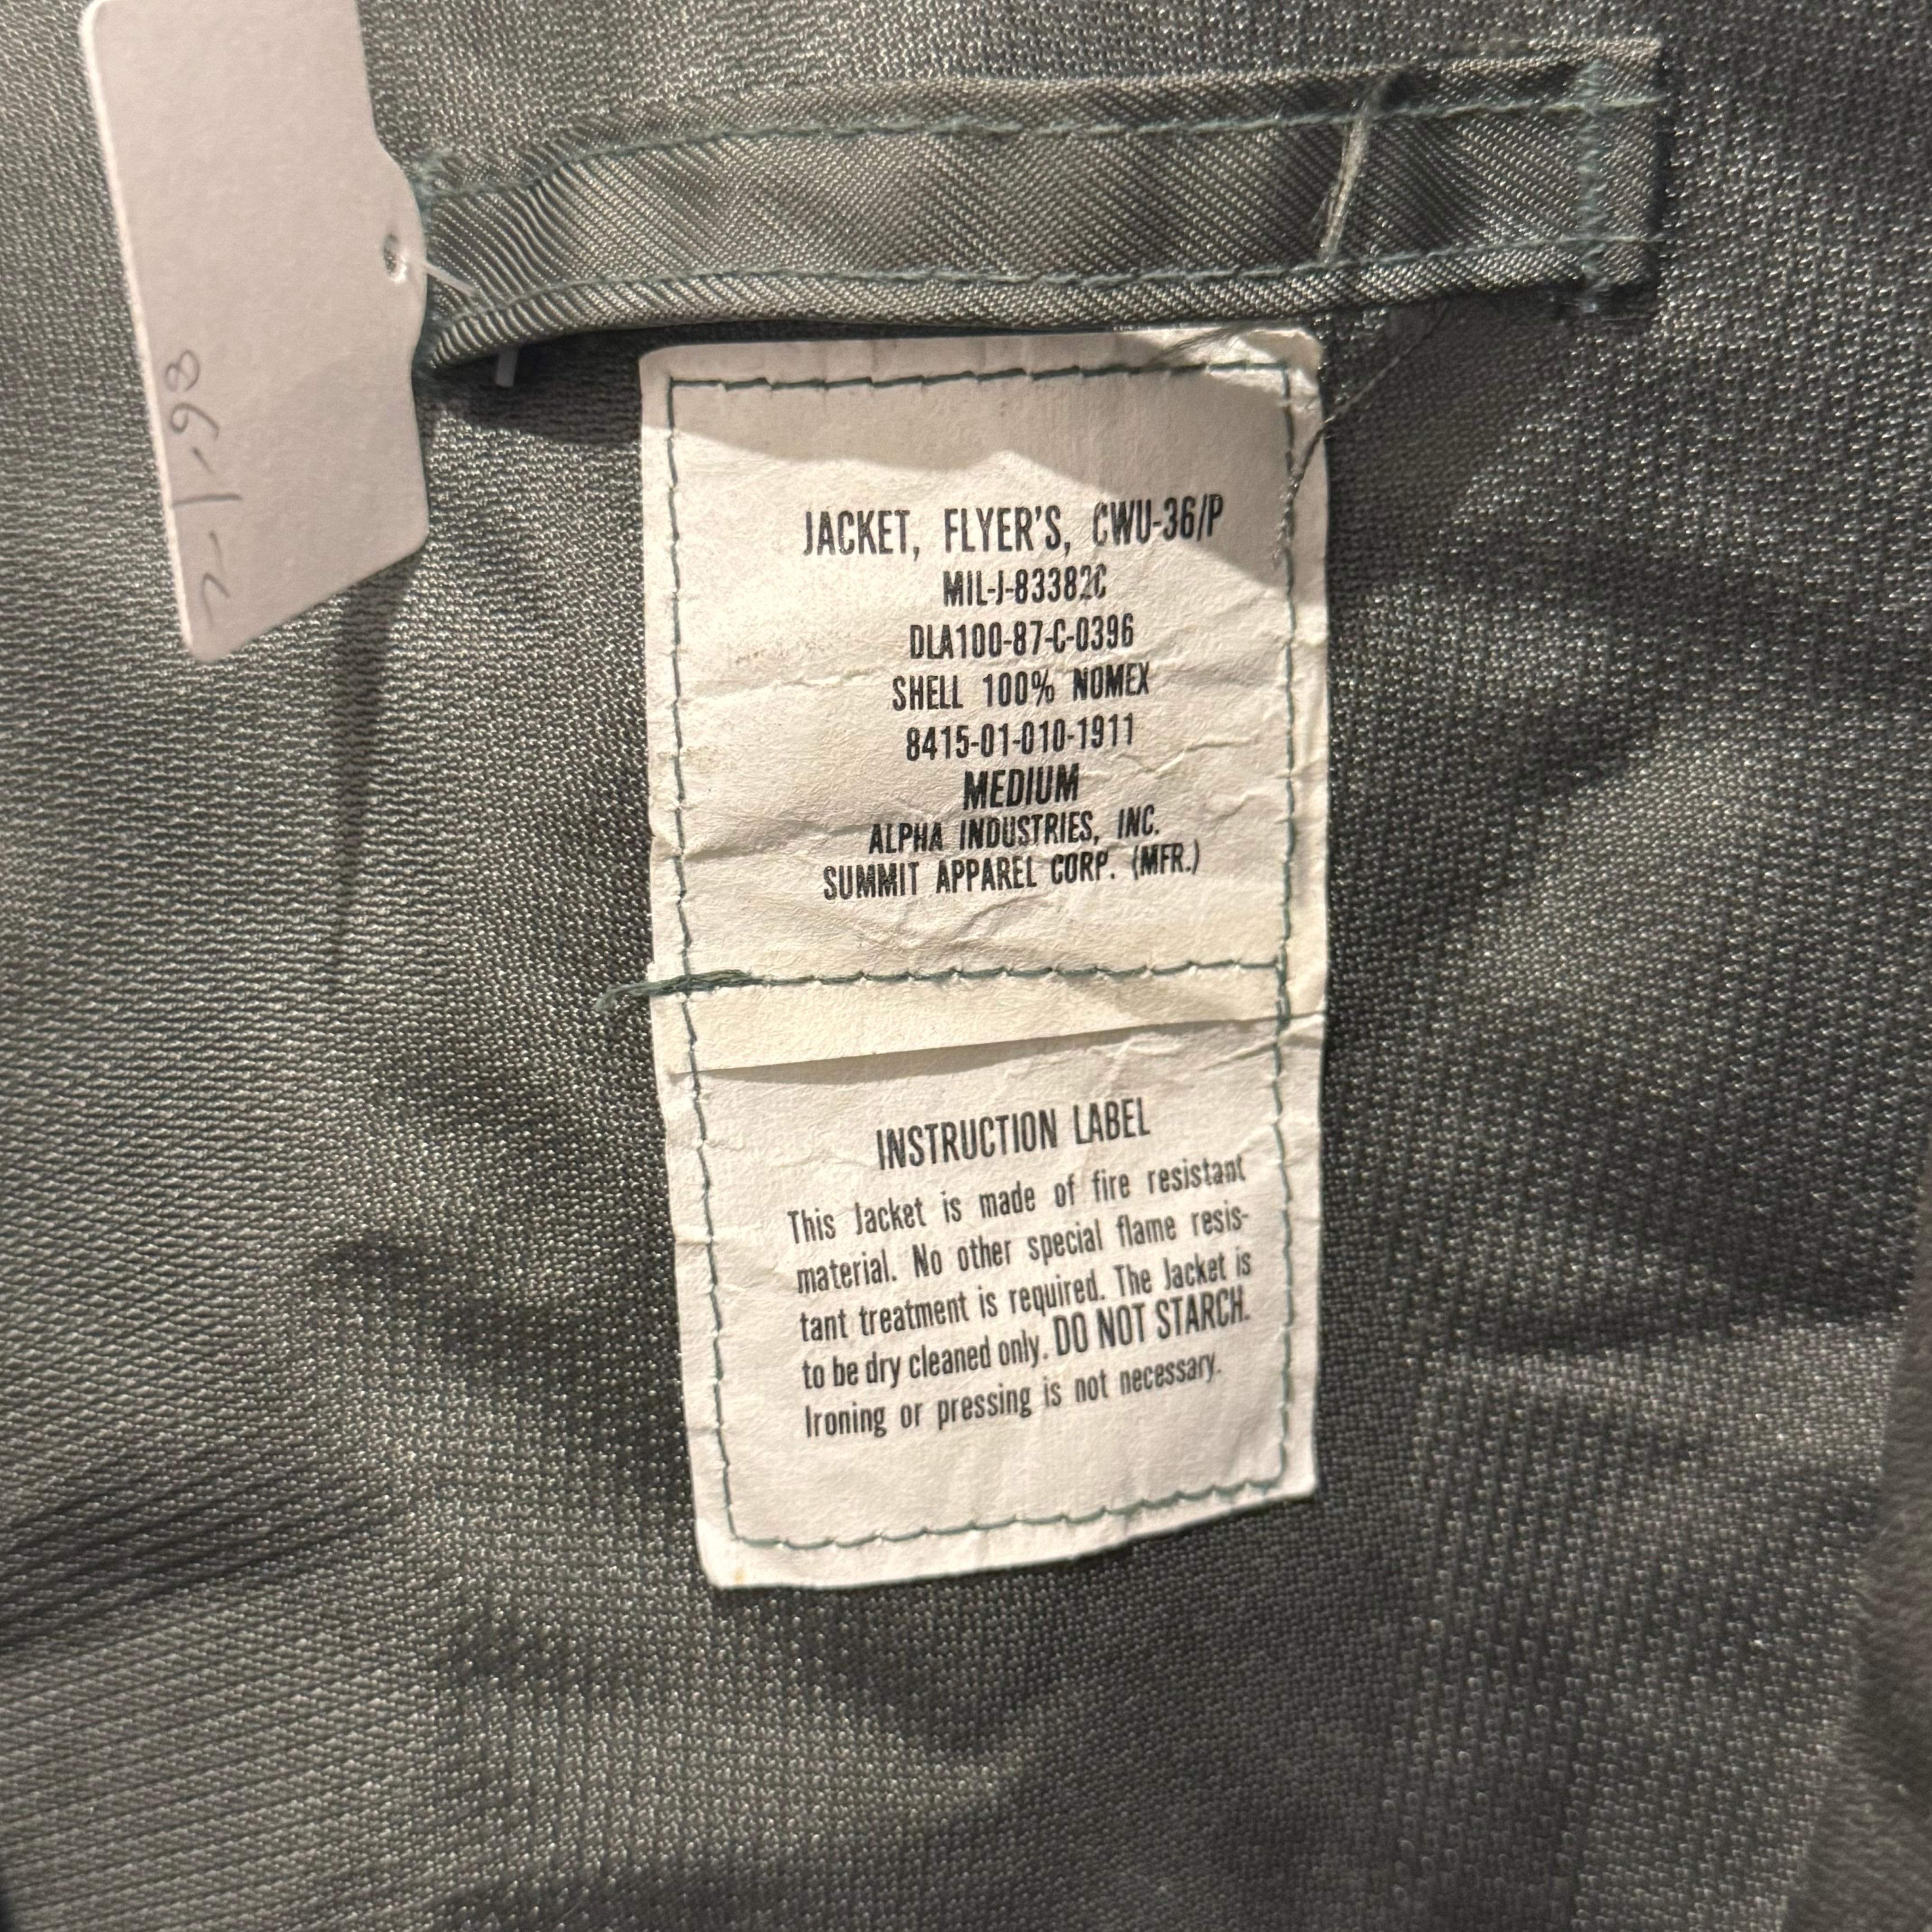 JACKET, FLYER'S, CWU-36/P
MIL-J-83382C
DLA100-87-C-0396
SHELL 100% NOMEX
8415-01-010-1911
MEDIUM
ALPHA INDUSTRIES, INC.
SUMMIT APPAREL CORP. (MFR.)
INSTRUCTION LABEL
This Jacket is made of fire resistant
material. No other special flame resis-
tant treatment is required. The Jacket is
to be dry cleaned only. DO NOT STARCH.
Ironing or pressing is not necessary.